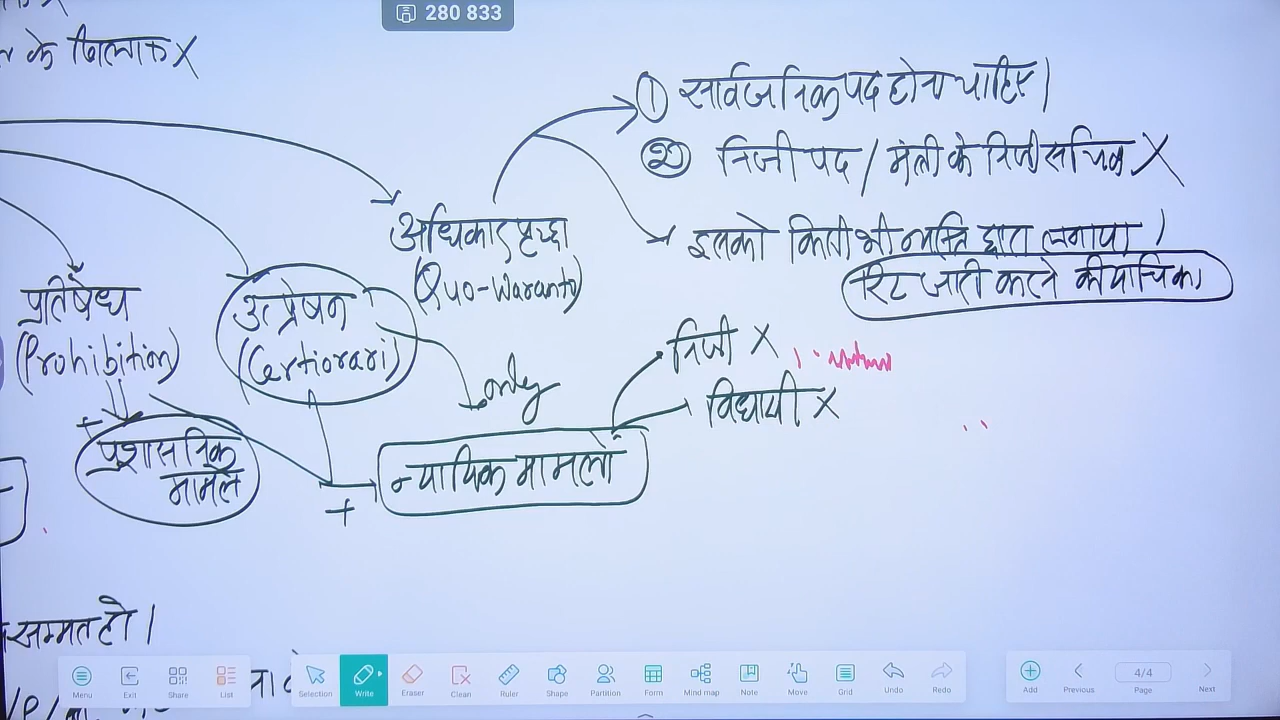 280 833
के खिलाफ X
① सार्वजनिक पद होना चाहिए।
② निजी पद / मंत्री के निजी सचिव X
अधिकार पृच्छा
(Quo-Waranto)
इसको किसी भी व्यक्ति द्वारा लगाया।
रिट जारी करने की याचिका
प्रतिषेध
(Prohibition)
उत्प्रेषण
(Certiorari)
only
निजी X
विधायी X
+
प्रशासनिक
मामले
न्यायिक मामलों
+
सम्मत हो।
Menu Exit Share List Selection Write Eraser Clean Ruler Shape Partition Form Mind map Note Move Grid Undo Redo Add Previous 4/4 Page Next